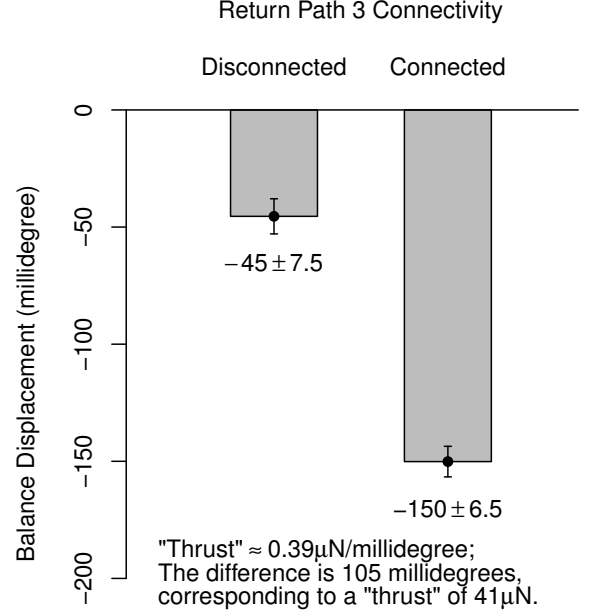 Return Path 3 Connectivity
Disconnected Connected
Balance Displacement (millidegree)
0
−50
−100
−150
−200
−45±7.5
−150±6.5
"Thrust" ≈ 0.39μN/millidegree;
The difference is 105 millidegrees,
corresponding to a "thrust" of 41μN.